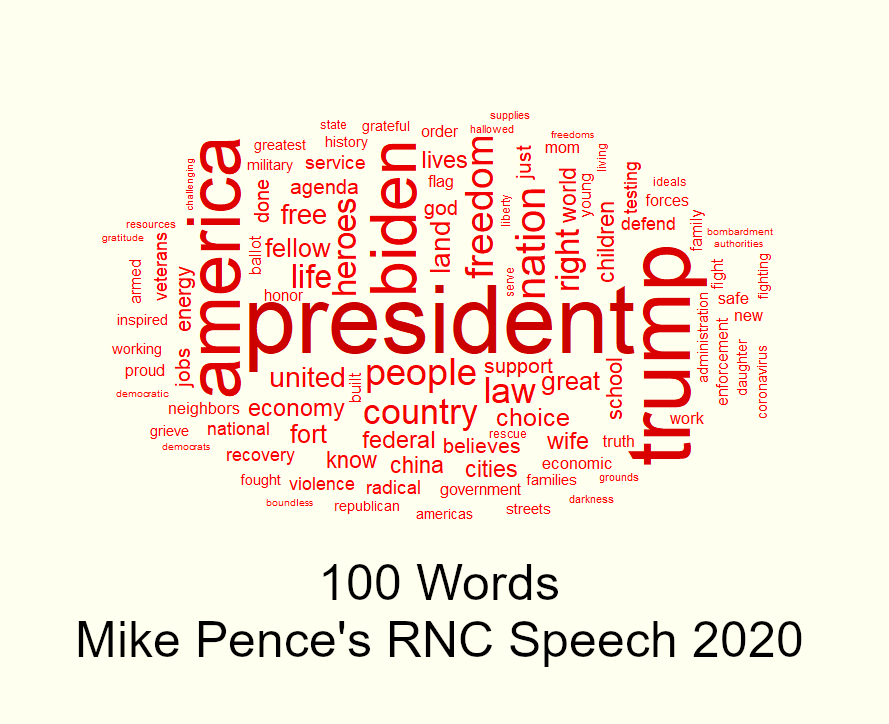 supplies
state
grateful
order
hallowed
freedoms
greatest
history
mom
living
military
service
lives
just
challenging
agenda
flag
world
young
testing
ideals
done
free
god
freedom
liberty
forces
america
heroes
biden
land
nation
right
children
defend
family
resources
gratitude
veterans
ballot
fellow
bombardment
authorities
armed
energy
life
honor
serve
fight
fighting
president
trump
administration
safe
new
inspired
working
proud
jobs
democratic
united
built
people
support
law
great
school
enforcement
daughter
coronavirus
neighbors
economy
country
choice
work
grieve
national
fort
federal
believes
rescue
wife
truth
democrats
recovery
know
china
cities
economic
fought
violence
radical
government
families
grounds
boundless
republican
americas
streets
darkness
100 Words
Mike Pence's RNC Speech 2020